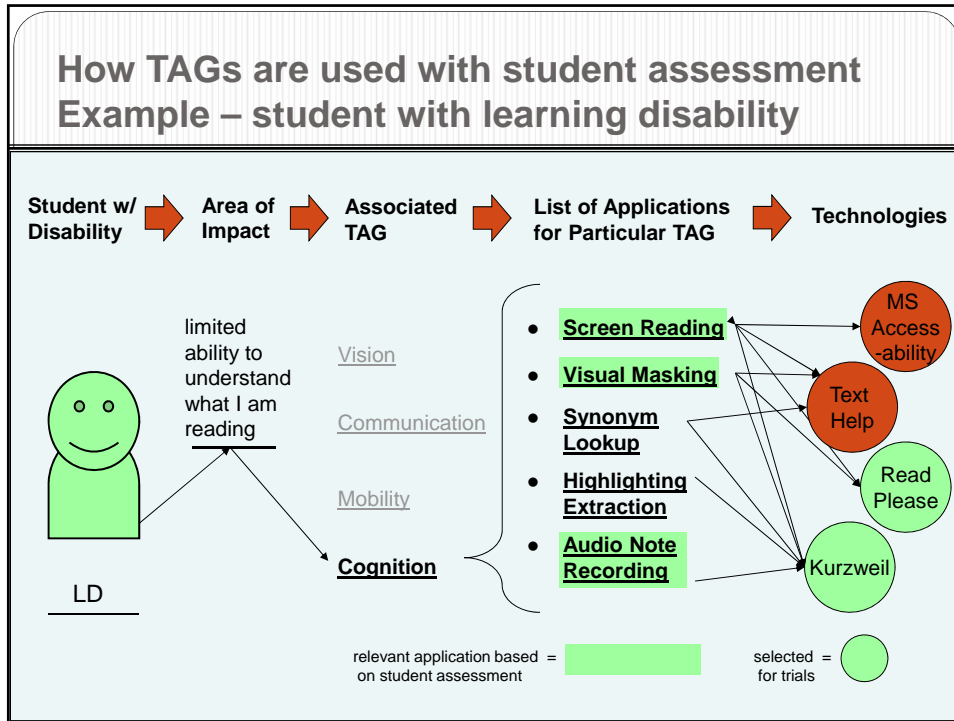 How TAGs are used with student assessment
Example – student with learning disability
Student w/
Disability
Area of
Impact
Associated
TAG
List of Applications
for Particular TAG
Technologies
limited
ability to
understand
what I am
reading
LD
Vision
Communication
Mobility
Cognition
● Screen Reading
● Visual Masking
● Synonym
Lookup
● Highlighting
Extraction
● Audio Note
Recording
MS
Access
-ability
Text
Help
Read
Please
Kurzweil
relevant application based =
on student assessment
selected =
for trials